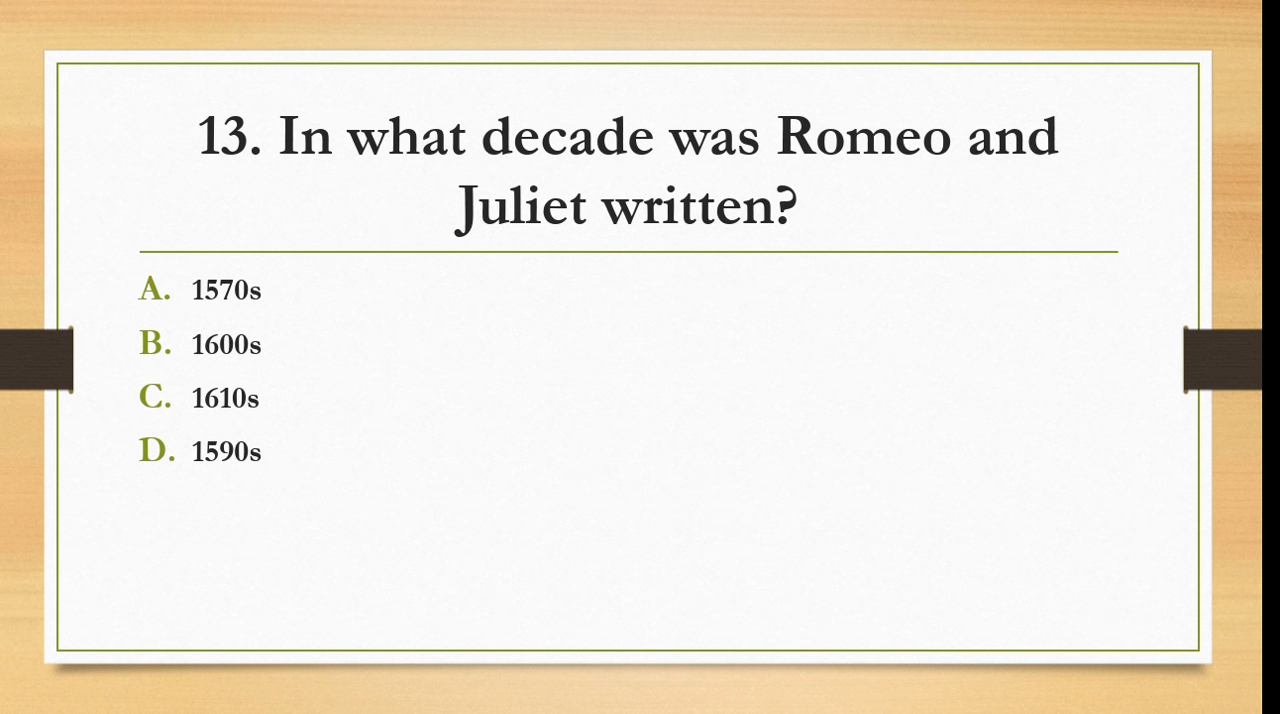 13. In what decade was Romeo and
Juliet written?
A. 1570s
B. 1600s
C. 1610s
D. 1590s